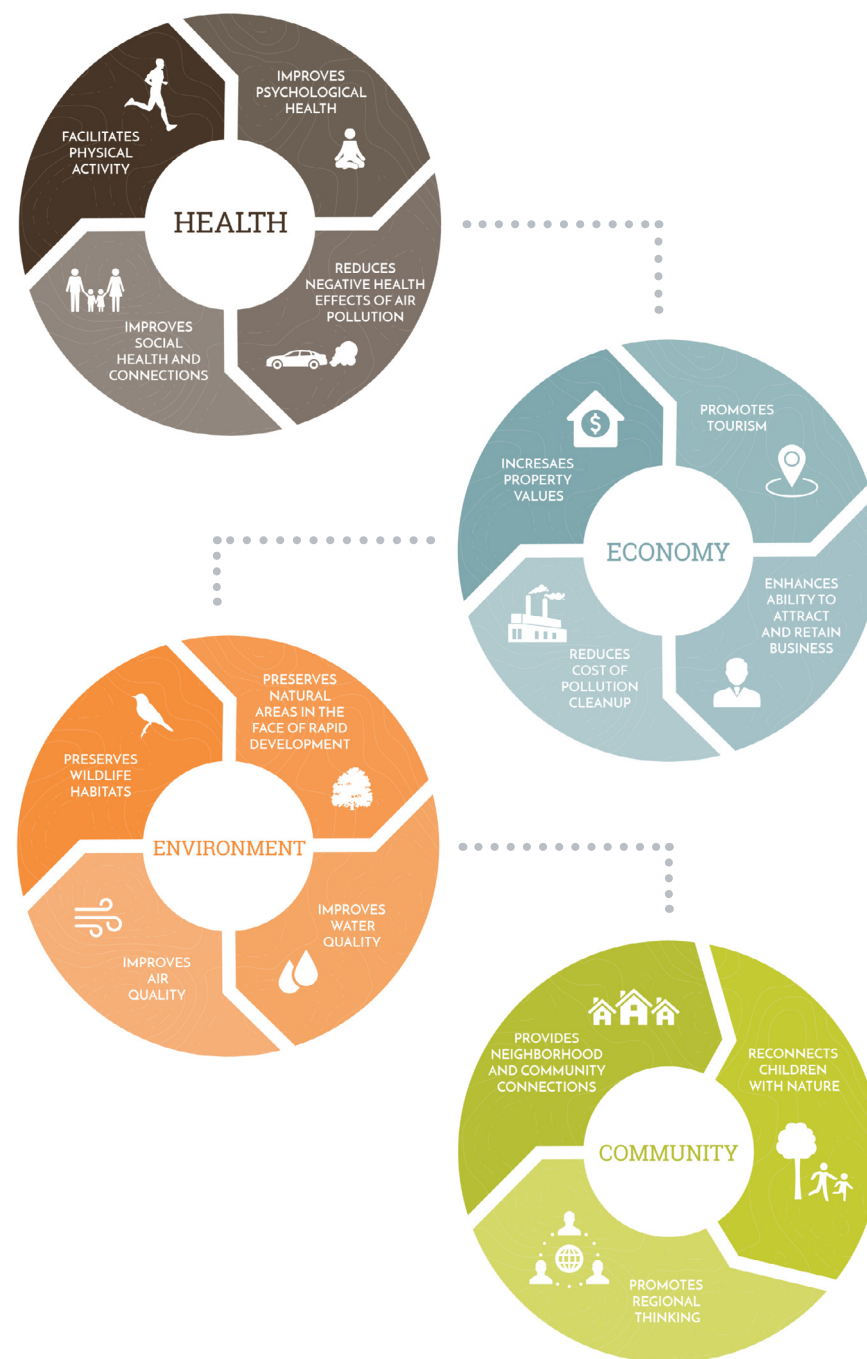 FACILITATES
PHYSICAL
ACTIVITY
IMPROVES
PSYCHOLOGICAL
HEALTH
HEALTH
REDUCES
NEGATIVE HEALTH
EFFECTS OF AIR
POLLUTION
IMPROVES
SOCIAL
HEALTH AND
CONNECTIONS
INCRESAES
PROPERTY
VALUES
PROMOTES
TOURISM
ECONOMY
ENHANCES
ABILITY TO
ATTRACT
AND RETAIN
BUSINESS
REDUCES
COST OF
POLLUTION
CLEANUP
PRESERVES
WILDLIFE
HABITATS
PRESERVES
NATURAL
AREAS IN THE
FACE OF RAPID
DEVELOPMENT
ENVIRONMENT
IMPROVES
WATER
QUALITY
IMPROVES
AIR
QUALITY
PROVIDES
NEIGHBORHOOD
AND COMMUNITY
CONNECTIONS
RECONNECTS
CHILDREN
WITH NATURE
COMMUNITY
PROMOTES
REGIONAL
THINKING